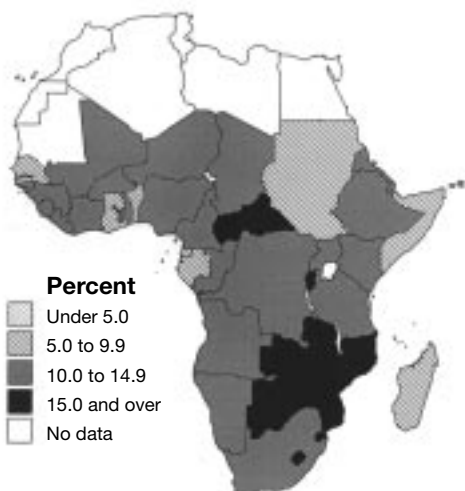 Percent
Under 5.0
5.0 to 9.9
10.0 to 14.9
15.0 and over
No data